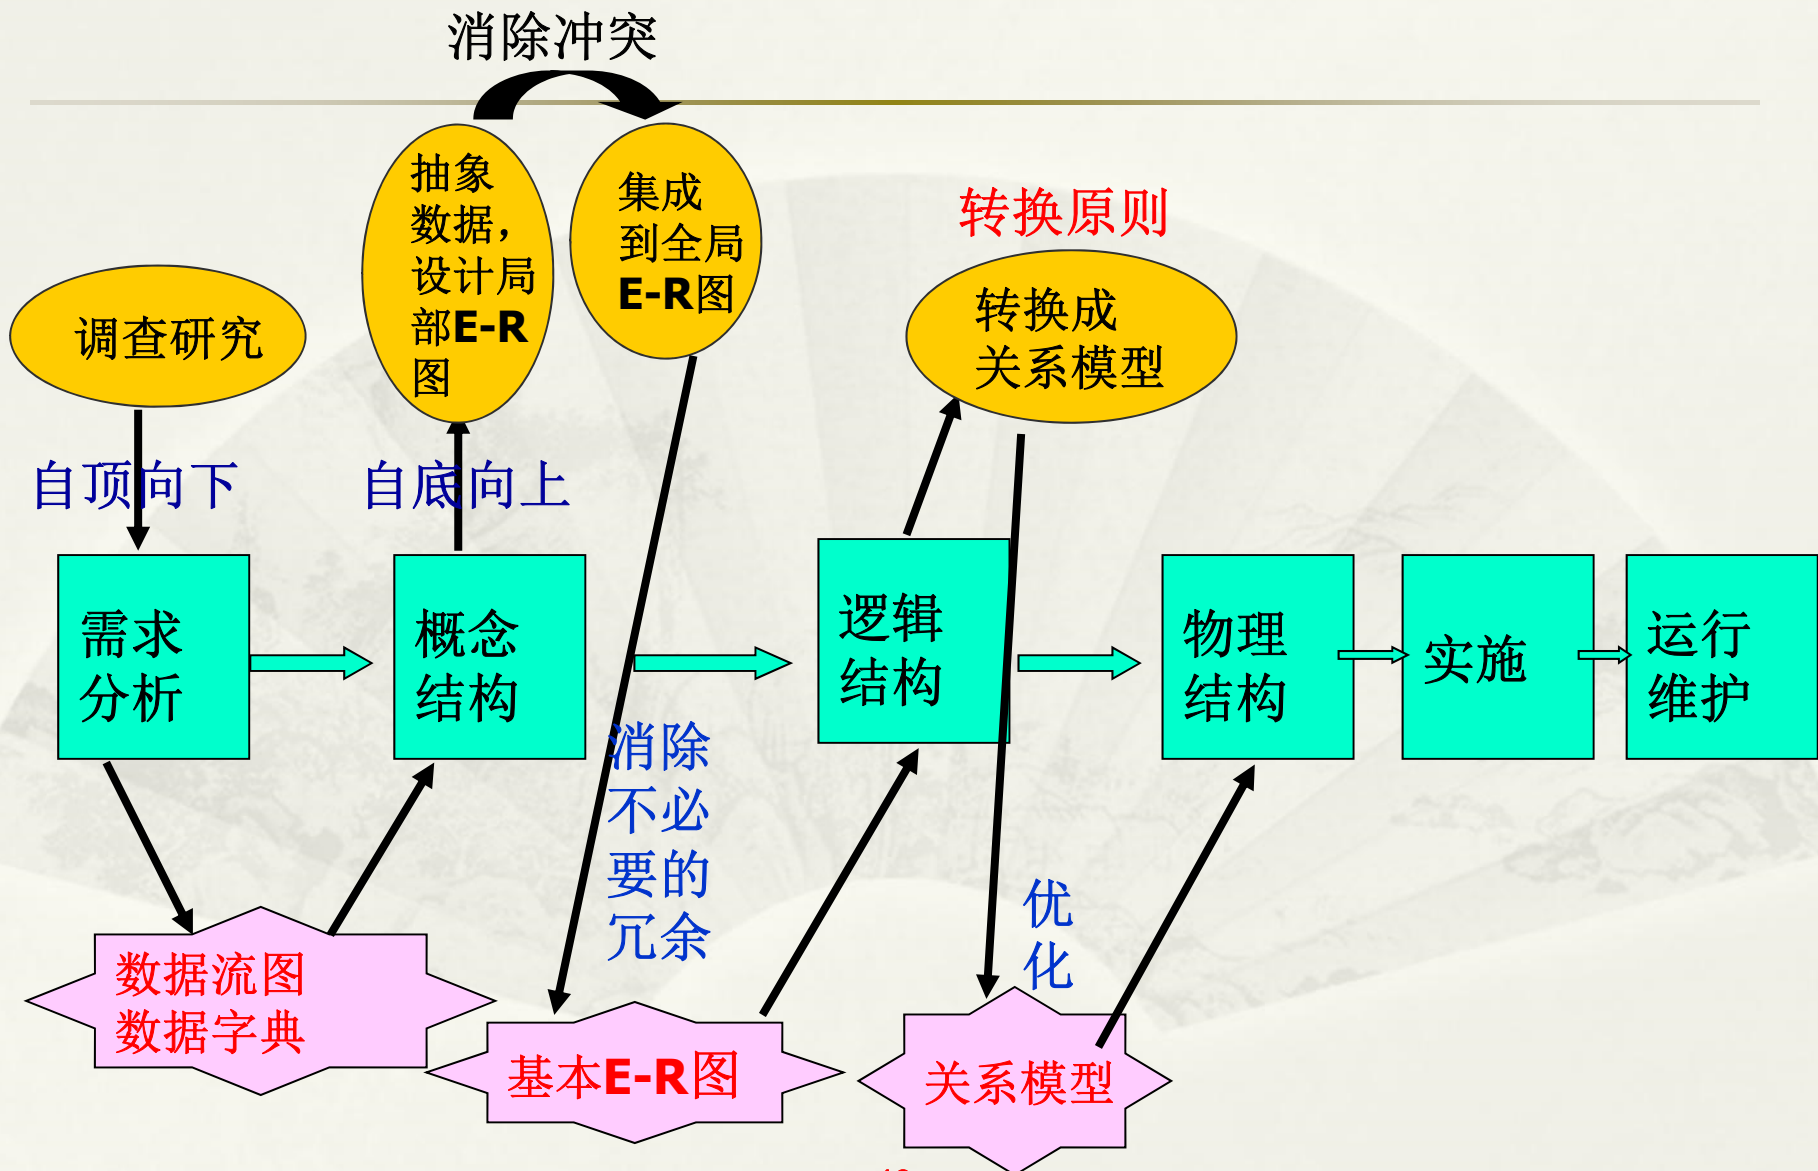 消除冲突
抽象
数据，
设计局
部E-R
图
集成
到全局
E-R图
转换原则
转换成
关系模型
调查研究
自顶向下
自底向上
需求
分析
概念
结构
逻辑
结构
物理
结构
实施
运行
维护
消除
不必
要的
冗余
优
化
数据流图
数据字典
基本E-R图
关系模型